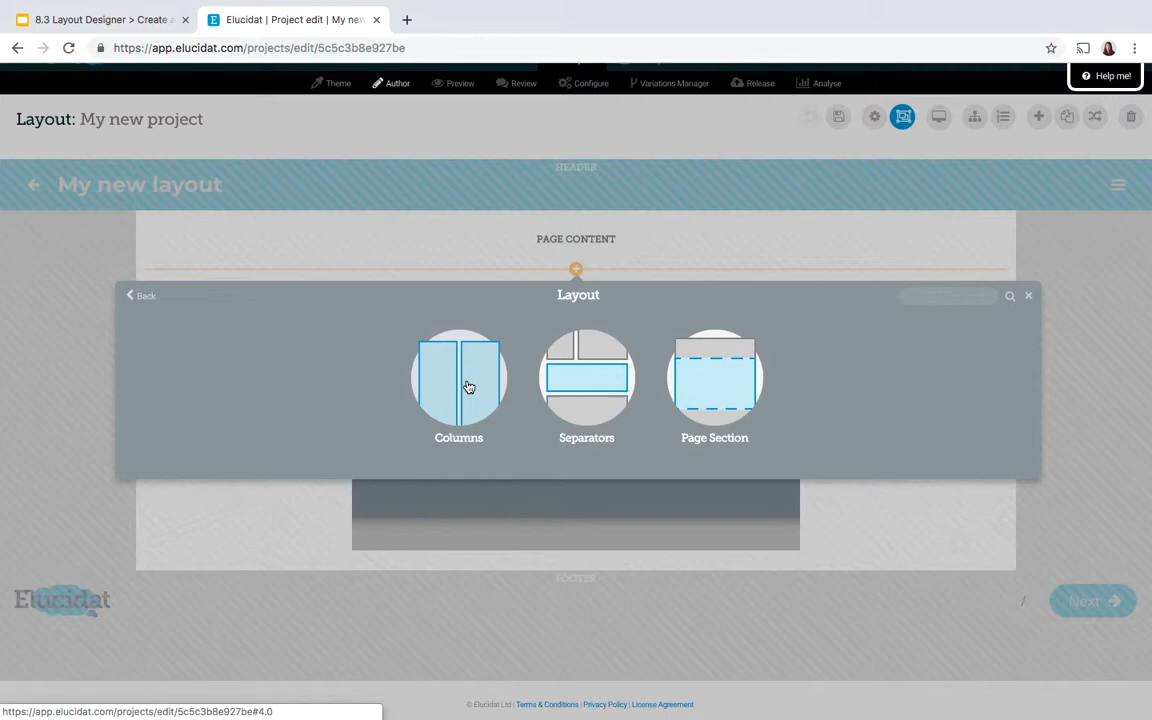 8.3 Layout Designer > Create a
Elucidat | Project edit | My new
https://app.elucidat.com/projects/edit/5c5c3b8e927be
Theme
Author
Preview
Review
Configure
Variations Manager
Release
Analyse
Help me!
Layout: My new project
HEADER
My new layout
PAGE CONTENT
Back
Layout
Columns
Separators
Page Section
FOOTER
Elucidat
/
Next
https://app.elucidat.com/projects/edit/5c5c3b8e927be#4.0
© Elucidat Ltd | Terms & Conditions | Privacy Policy | License Agreement